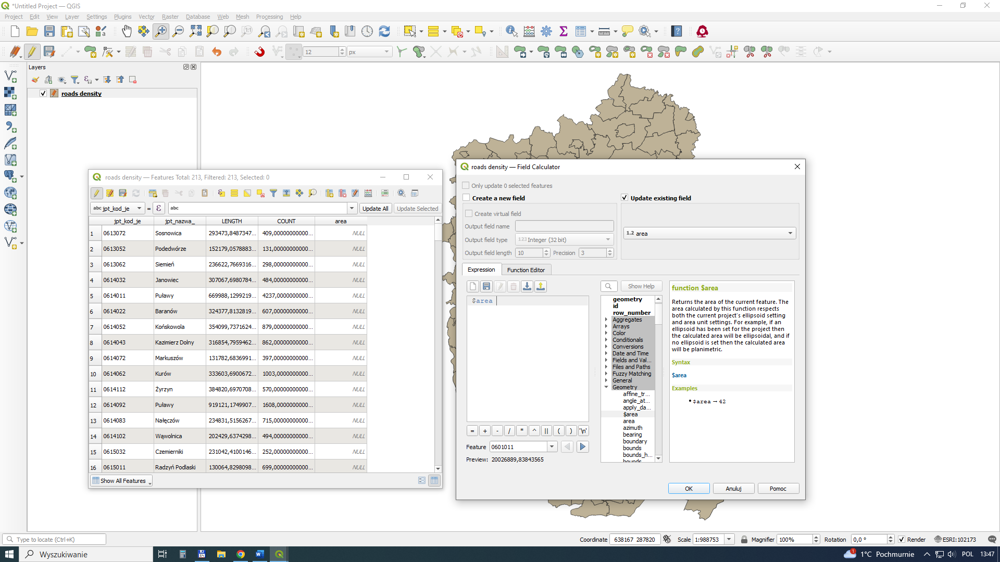 *Untitled Project — QGIS
Project Edit View Layer Settings Plugins Vector Raster Database Web Mesh Processing Help
12 px
Layers
roads density
roads density — Features Total: 213, Filtered: 213, Selected: 0
abc jpt_kod_je = ε abc Update All Update Selected
jpt_kod_je jpt_nazwa_ LENGTH COUNT area
1 0613072 Sosnowica 293473,8487347... 409,00000000000... NULL
2 0613052 Podedwórze 152179,0578883... 131,00000000000... NULL
3 0613062 Siemień 236622,7669316... 298,00000000000... NULL
4 0614032 Janowiec 307067,6980784... 484,00000000000... NULL
5 0614011 Puławy 669988,1299219... 4237,0000000000... NULL
6 0614022 Baranów 324377,8132819... 607,00000000000... NULL
7 0614052 Końskowola 354099,7371624... 879,00000000000... NULL
8 0614043 Kazimierz Dolny 316854,7959462... 862,00000000000... NULL
9 0614072 Markuszów 131782,6836991... 397,00000000000... NULL
10 0614062 Kurów 333603,6900672... 1003,0000000000... NULL
11 0614112 Żyrzyn 384820,6970708... 570,00000000000... NULL
12 0614092 Puławy 919121,1749907... 1608,0000000000... NULL
13 0614083 Nałęczów 234831,5156267... 715,00000000000... NULL
14 0614102 Wąwolnica 202429,6374298... 494,00000000000... NULL
15 0615032 Czemierniki 231042,4100146... 252,00000000000... NULL
16 0615011 Radzyń Podlaski 130064,8298098... 699,00000000000... NULL
Show All Features
roads density — Field Calculator
Only update 0 selected features
Create a new field
Update existing field
Create virtual field
Output field name
Output field type 123 Integer (32 bit)
Output field length 10 Precision 3
1.2 area
Expression Function Editor
$area
= + - / * ^ || ( ) '\n'
Feature 0601011
Preview: 20026889,83843565
Show Help
geometry
id
row_number
Aggregates
Arrays
Color
Conditionals
Conversions
Date and Time
Fields and Val...
Files and Paths
Fuzzy Matching
General
Geometry
affine_tr...
angle_at...
apply_da...
$area
area
azimuth
bearing
boundary
bounds
bounds_h...
bounds
function $area
Returns the area of the current feature. The
area calculated by this function respects
both the current project's ellipsoid setting
and area unit settings. For example, if an
ellipsoid has been set for the project then
the calculated area will be ellipsoidal, and if
no ellipsoid is set then the calculated area
will be planimetric.
Syntax
$area
Examples
• $area → 42
OK Anuluj Pomoc
Type to locate (Ctrl+K)
Coordinate 638167 287820 Scale 1:988753 Magnifier 100% Rotation 0,0 ° Render ESRI:102173
Wyszukiwanie
64
1
1°C Pochmurnie POL 13:47